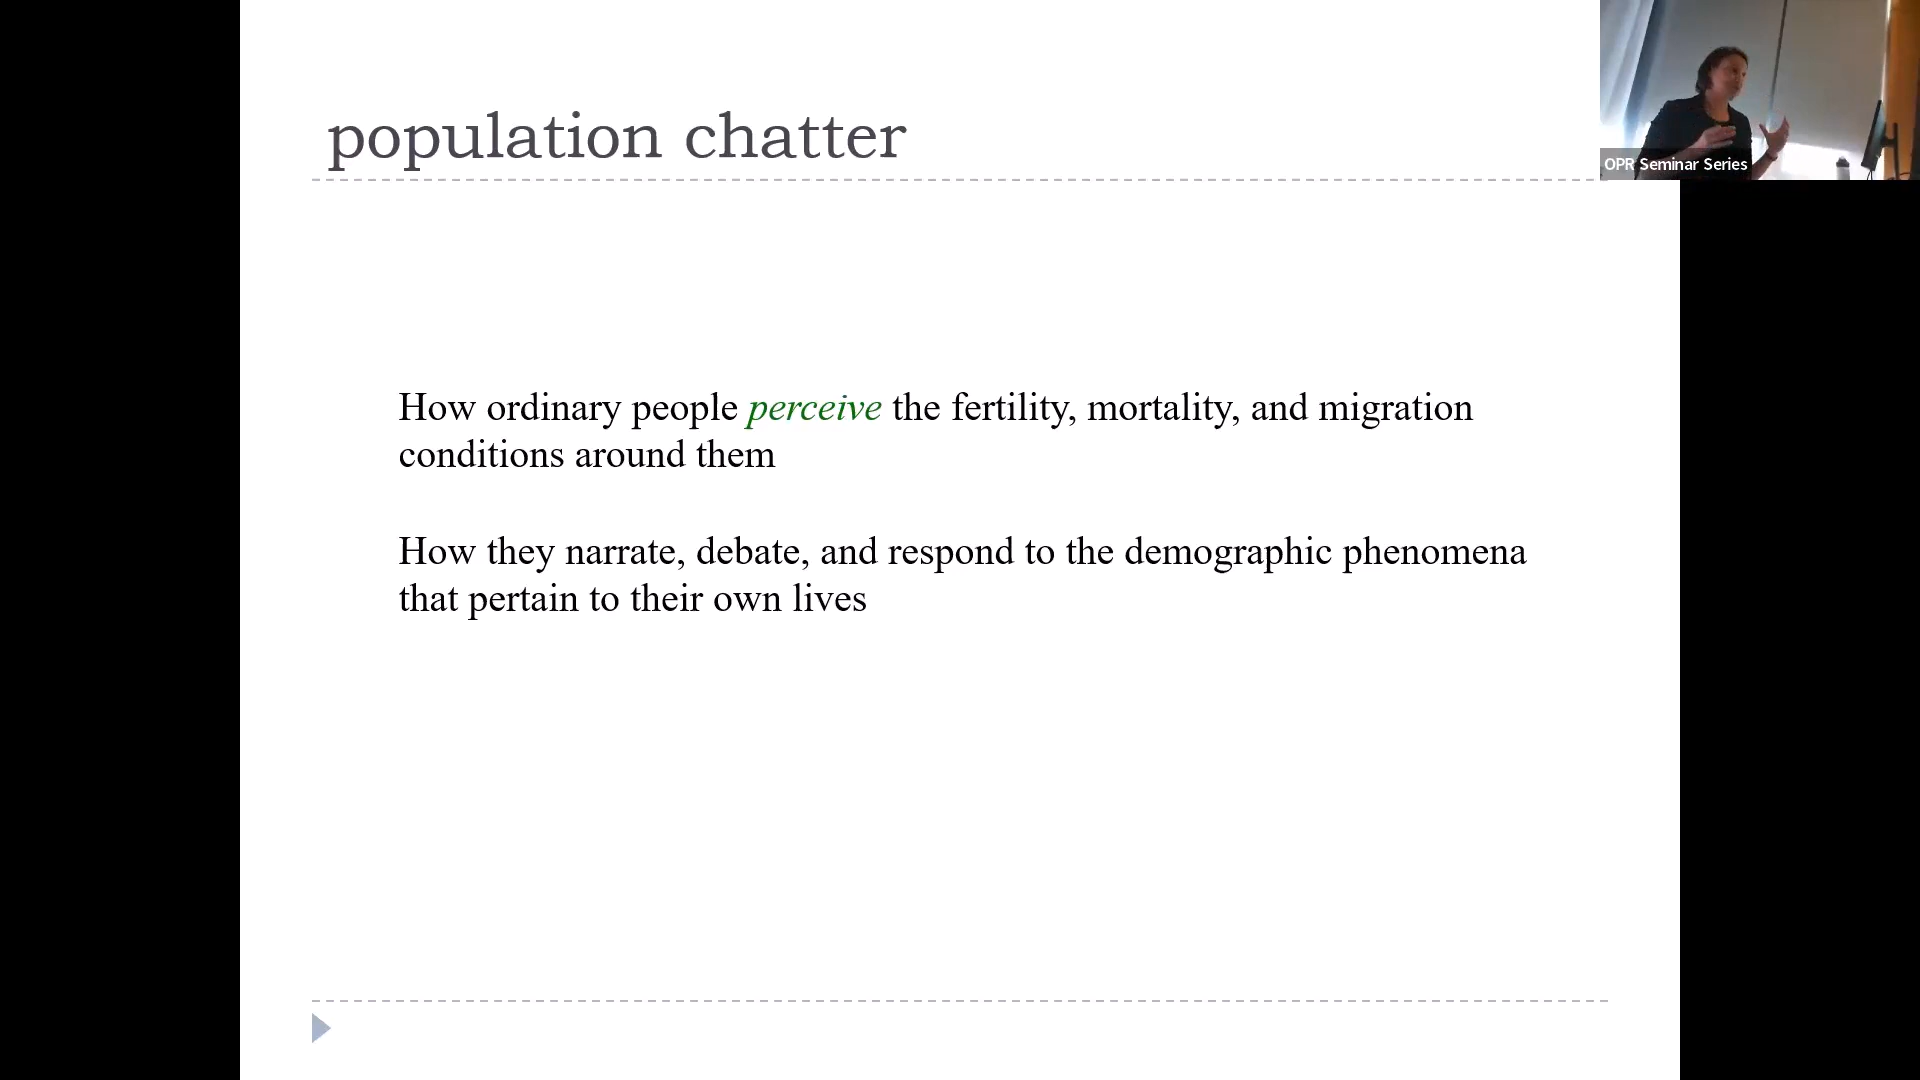 population chatter
OPR Seminar Series
How ordinary people perceive the fertility, mortality, and migration
conditions around them
How they narrate, debate, and respond to the demographic phenomena
that pertain to their own lives